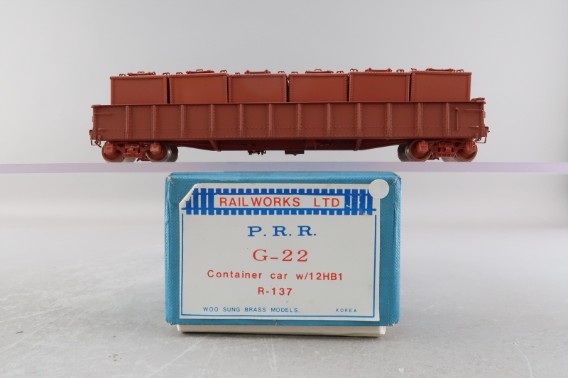 RAILWORKS LTD
P. R. R.
G-22
Container car w/12HB1
R-137
WOO SUNG BRASS MODELS. KOREA